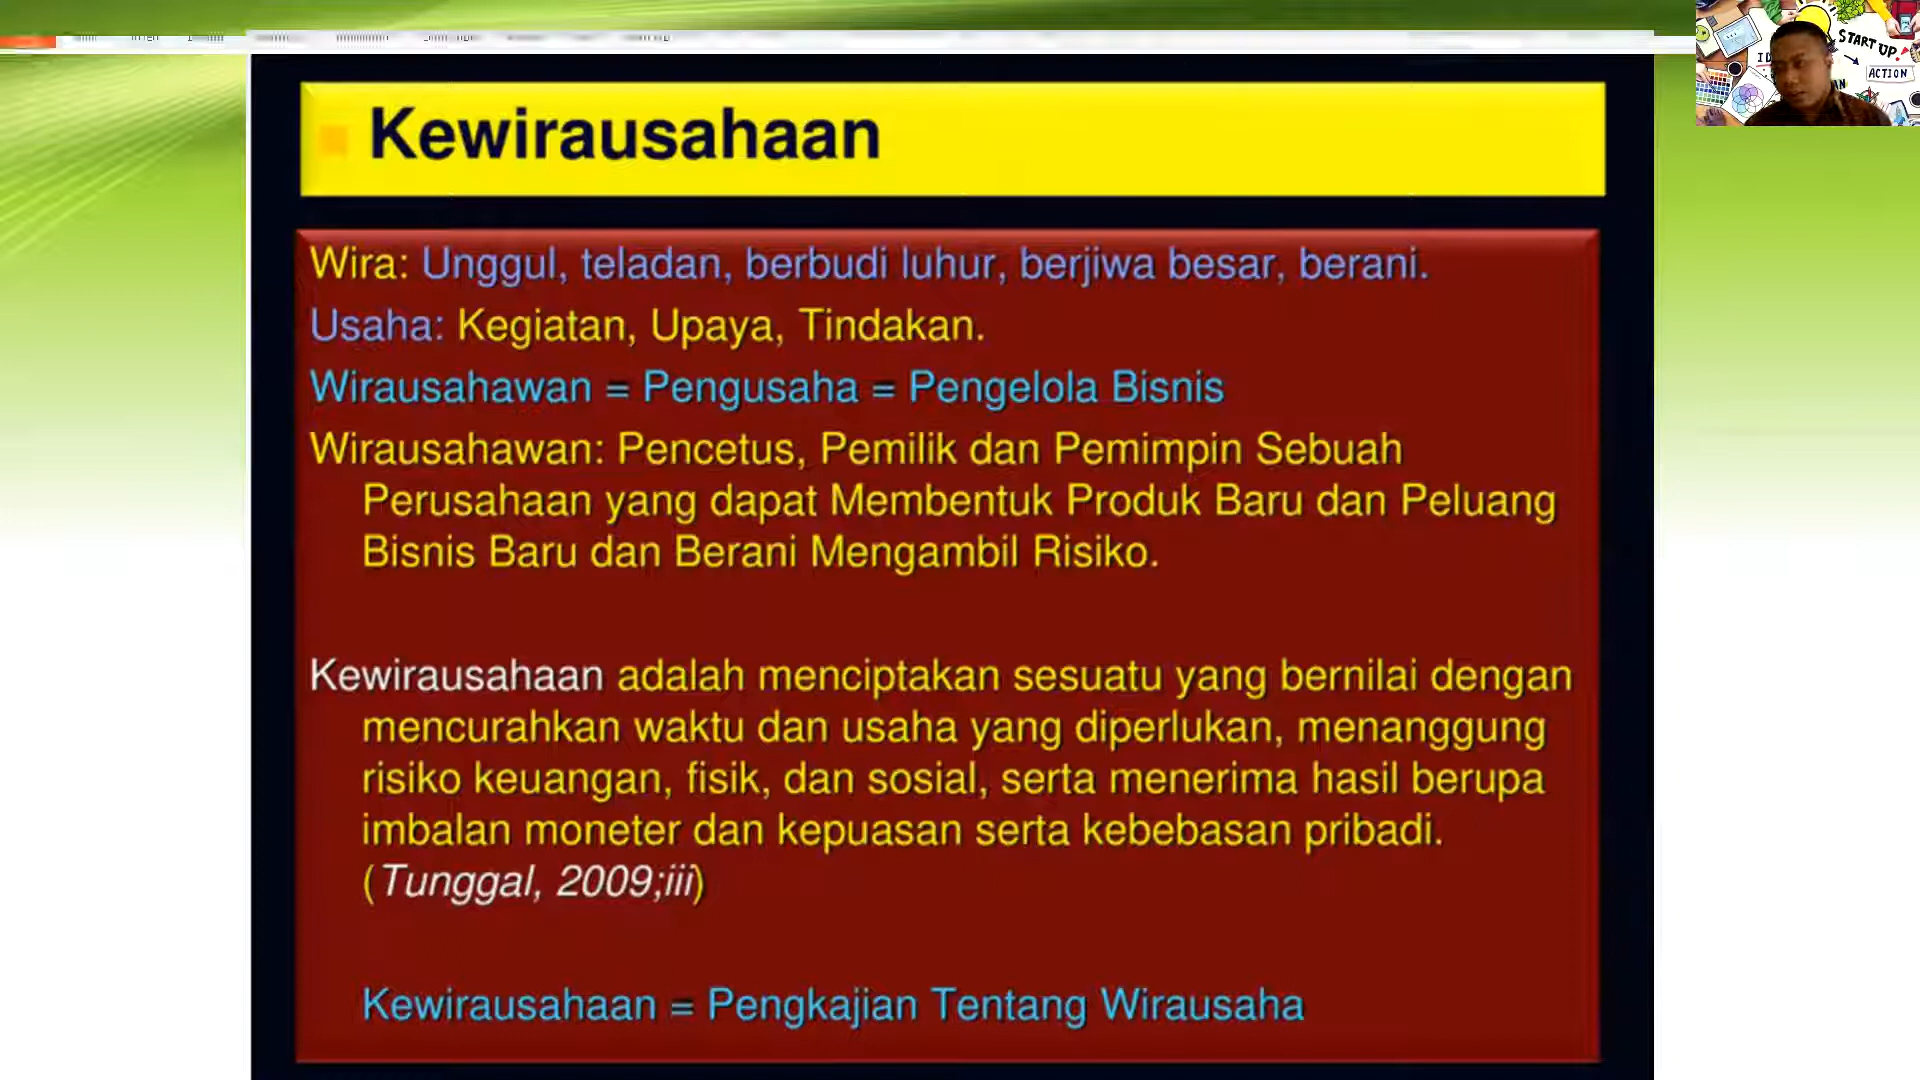 Kewirausahaan
Wira: Unggul, teladan, berbudi luhur, berjiwa besar, berani.
Usaha: Kegiatan, Upaya, Tindakan.
Wirausahawan = Pengusaha = Pengelola Bisnis
Wirausahawan: Pencetus, Pemilik dan Pemimpin Sebuah
Perusahaan yang dapat Membentuk Produk Baru dan Peluang
Bisnis Baru dan Berani Mengambil Risiko.
Kewirausahaan adalah menciptakan sesuatu yang bernilai dengan
mencurahkan waktu dan usaha yang diperlukan, menanggung
risiko keuangan, fisik, dan sosial, serta menerima hasil berupa
imbalan moneter dan kepuasan serta kebebasan pribadi.
(Tunggal, 2009;iii)
Kewirausahaan = Pengkajian Tentang Wirausaha
START UP!
ACTION